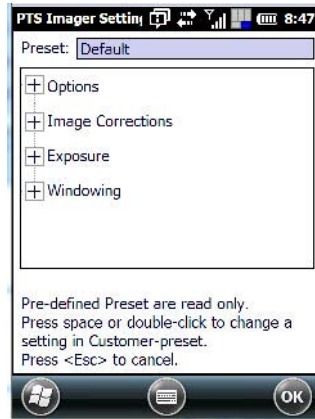 PTS Imager Settin 8:47
Preset: Default
Options
Image Corrections
Exposure
Windowing
Pre-defined Preset are read only.
Press space or double-click to change a
setting in Customer-preset.
Press <Esc> to cancel.
OK